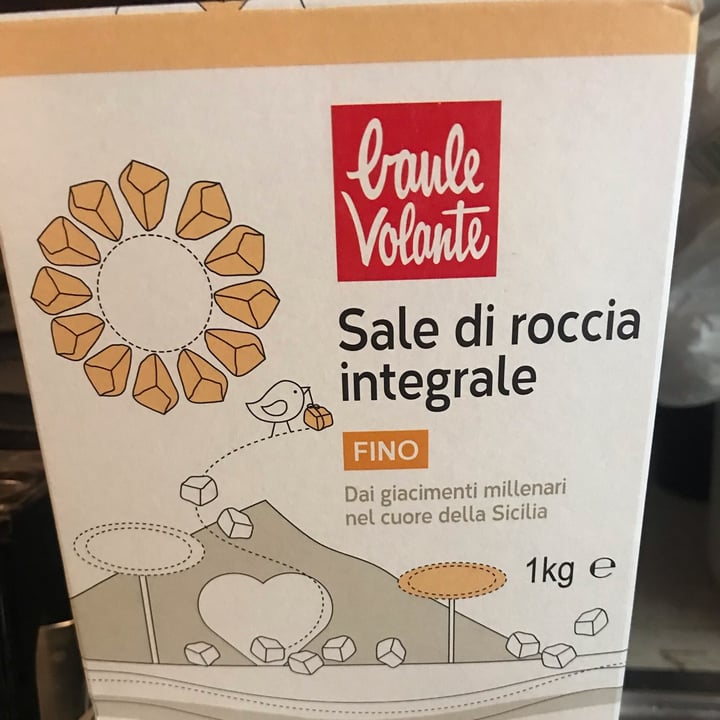 baule
Volante
Sale di roccia
integrale
FINO
Dai giacimenti millenari
nel cuore della Sicilia
1kg ℮